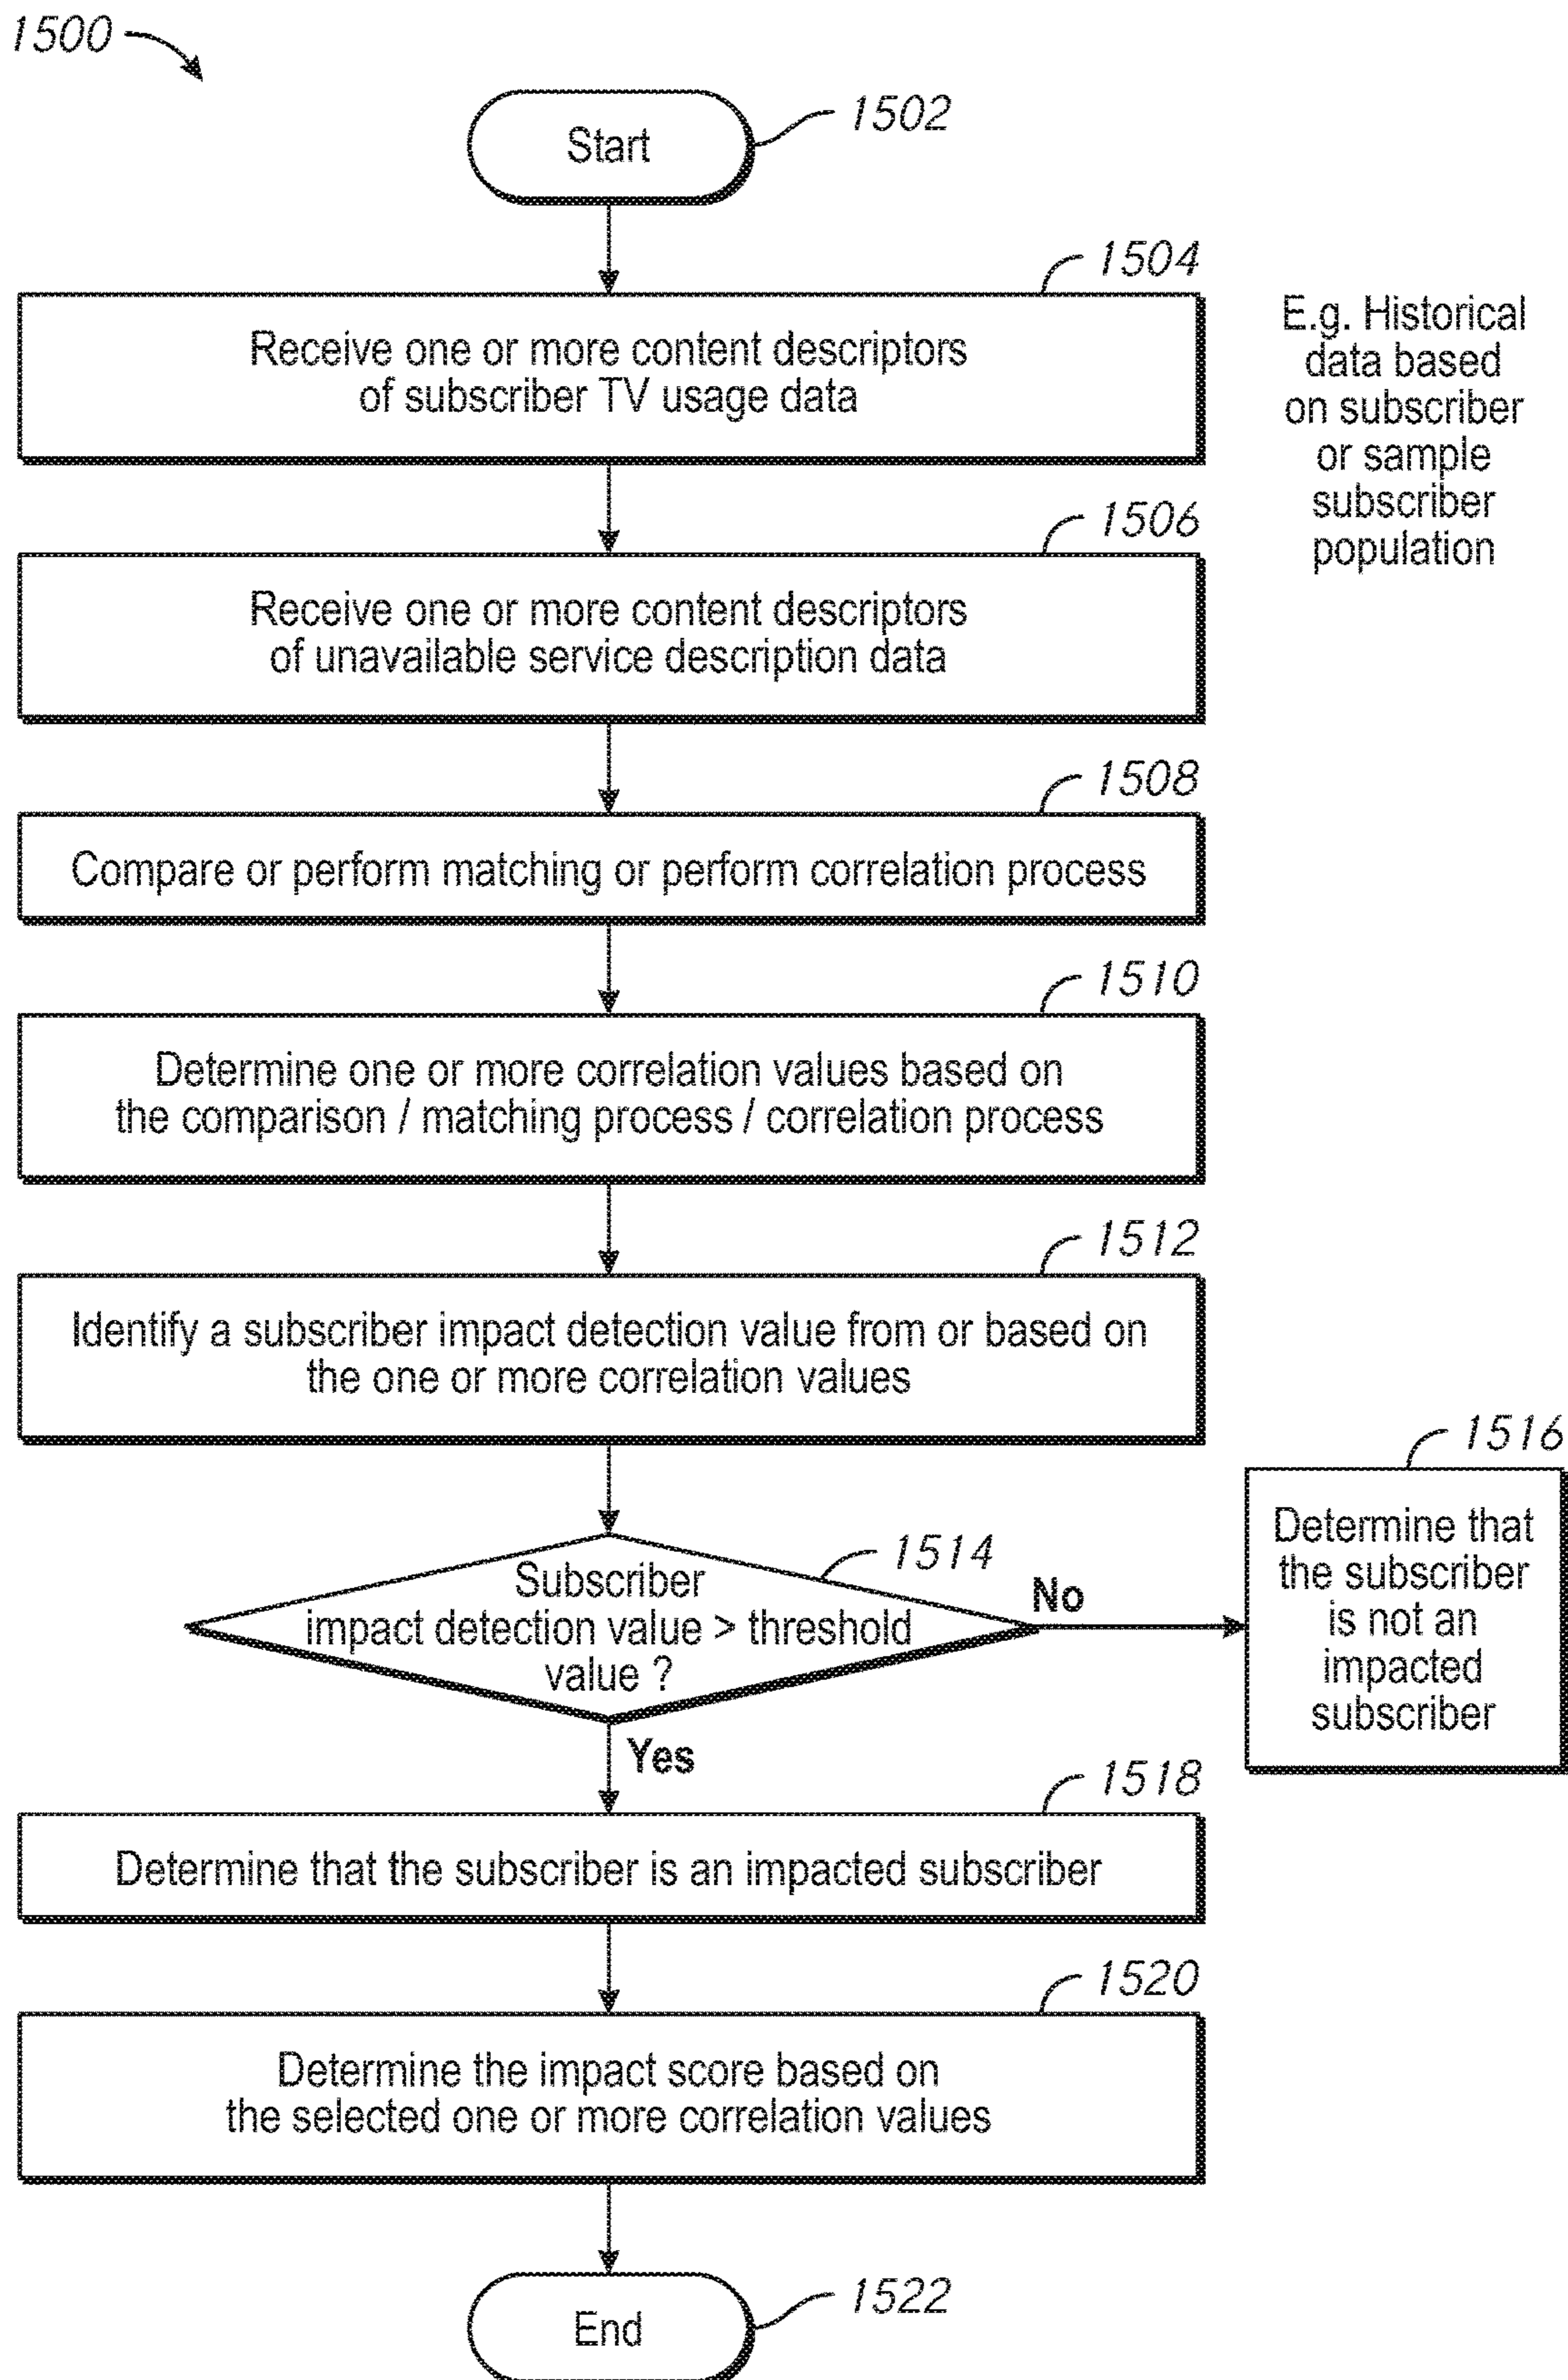 1500
Start
1502
1504
Receive one or more content descriptors
of subscriber TV usage data
E.g. Historical
data based
on subscriber
or sample
subscriber
population
1506
Receive one or more content descriptors
of unavailable service description data
1508
Compare or perform matching or perform correlation process
1510
Determine one or more correlation values based on
the comparison / matching process / correlation process
1512
Identify a subscriber impact detection value from or based on
the one or more correlation values
1514
Subscriber
impact detection value > threshold
value ?
No
1516
Determine that
the subscriber
is not an
impacted
subscriber
Yes
1518
Determine that the subscriber is an impacted subscriber
1520
Determine the impact score based on
the selected one or more correlation values
End
1522